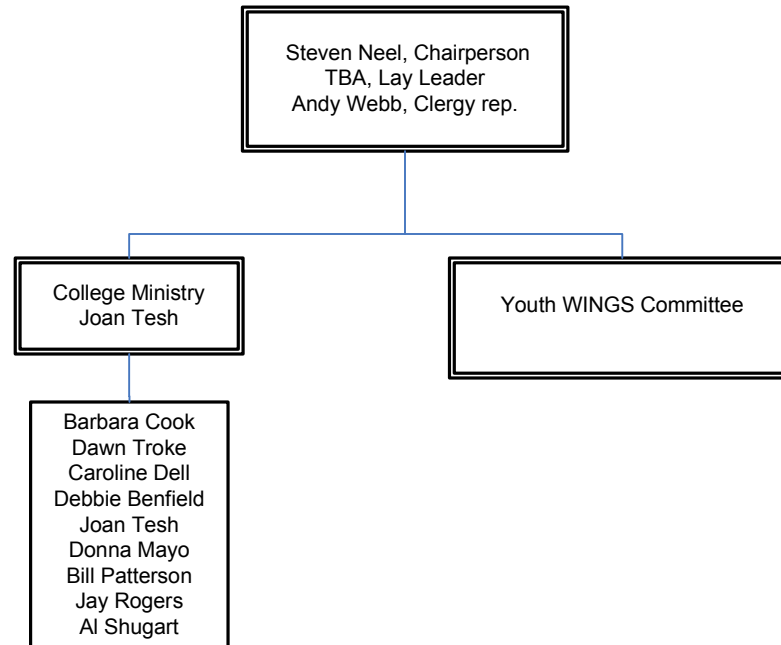 Steven Neel, Chairperson
TBA, Lay Leader
Andy Webb, Clergy rep.
College Ministry
Joan Tesh
Youth WINGS Committee
Barbara Cook
Dawn Troke
Caroline Dell
Debbie Benfield
Joan Tesh
Donna Mayo
Bill Patterson
Jay Rogers
Al Shugart